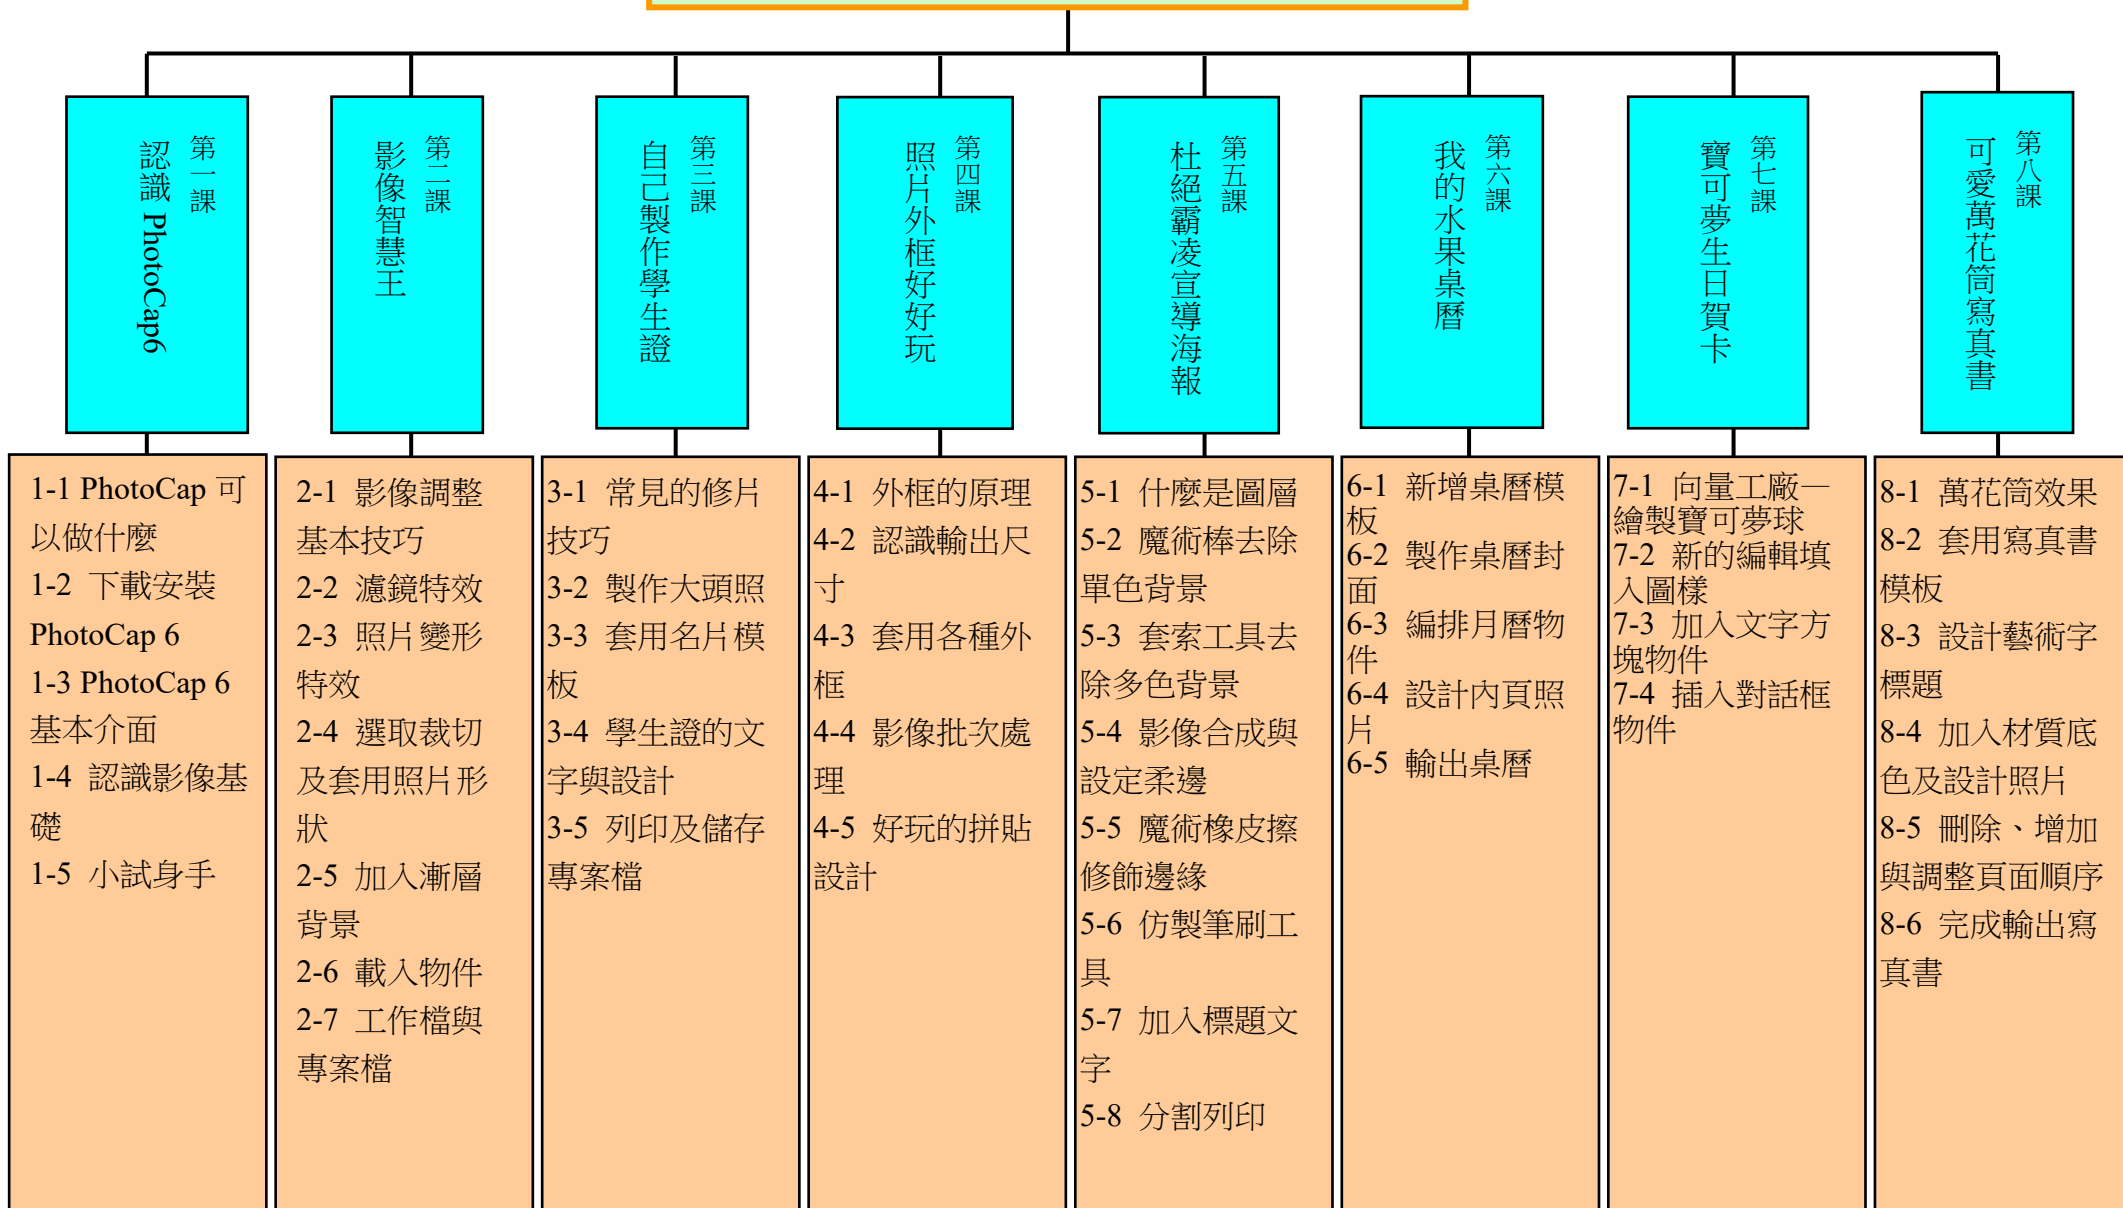 第一課
認識 PhotoCap6
第二課
影像智慧王
第三課
自己製作學生證
第四課
照片外框好好玩
第五課
杜絕霸凌宣導海報
第六課
我的水果桌曆
第七課
寶可夢生日賀卡
第八課
可愛萬花筒寫真書
1-1 PhotoCap 可
以做什麼
1-2 下載安裝
PhotoCap 6
1-3 PhotoCap 6
基本介面
1-4 認識影像基
礎
1-5 小試身手
2-1 影像調整
基本技巧
2-2 濾鏡特效
2-3 照片變形
特效
2-4 選取裁切
及套用照片形
狀
2-5 加入漸層
背景
2-6 載入物件
2-7 工作檔與
專案檔
3-1 常見的修片
技巧
3-2 製作大頭照
3-3 套用名片模
板
3-4 學生證的文
字與設計
3-5 列印及儲存
專案檔
4-1 外框的原理
4-2 認識輸出尺
寸
4-3 套用各種外
框
4-4 影像批次處
理
4-5 好玩的拼貼
設計
5-1 什麼是圖層
5-2 魔術棒去除
單色背景
5-3 套索工具去
除多色背景
5-4 影像合成與
設定柔邊
5-5 魔術橡皮擦
修飾邊緣
5-6 仿製筆刷工
具
5-7 加入標題文
字
5-8 分割列印
6-1 新增桌曆模
板
6-2 製作桌曆封
面
6-3 編排月曆物
件
6-4 設計內頁照
片
6-5 輸出桌曆
7-1 向量工廠—
繪製寶可夢球
7-2 新的編輯填
入圖樣
7-3 加入文字方
塊物件
7-4 插入對話框
物件
8-1 萬花筒效果
8-2 套用寫真書
模板
8-3 設計藝術字
標題
8-4 加入材質底
色及設計照片
8-5 刪除、增加
與調整頁面順序
8-6 完成輸出寫
真書